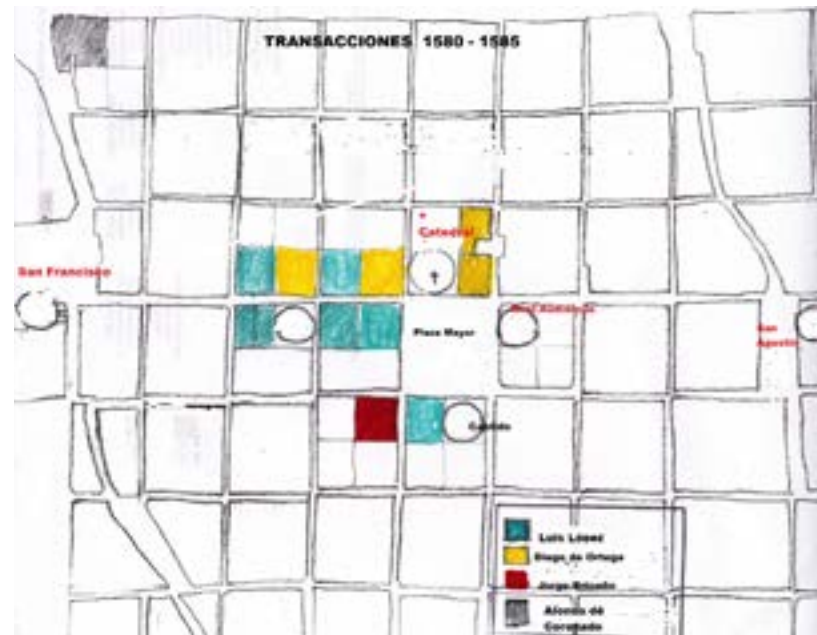 TRANSACCIONES 1580 - 1585
Catedral
San Francisco
Plaza Mayor
San
Agustín
Cabildo
Luis López
Diego de Ortega
Jorge Briceño
Alonso de
Coronado